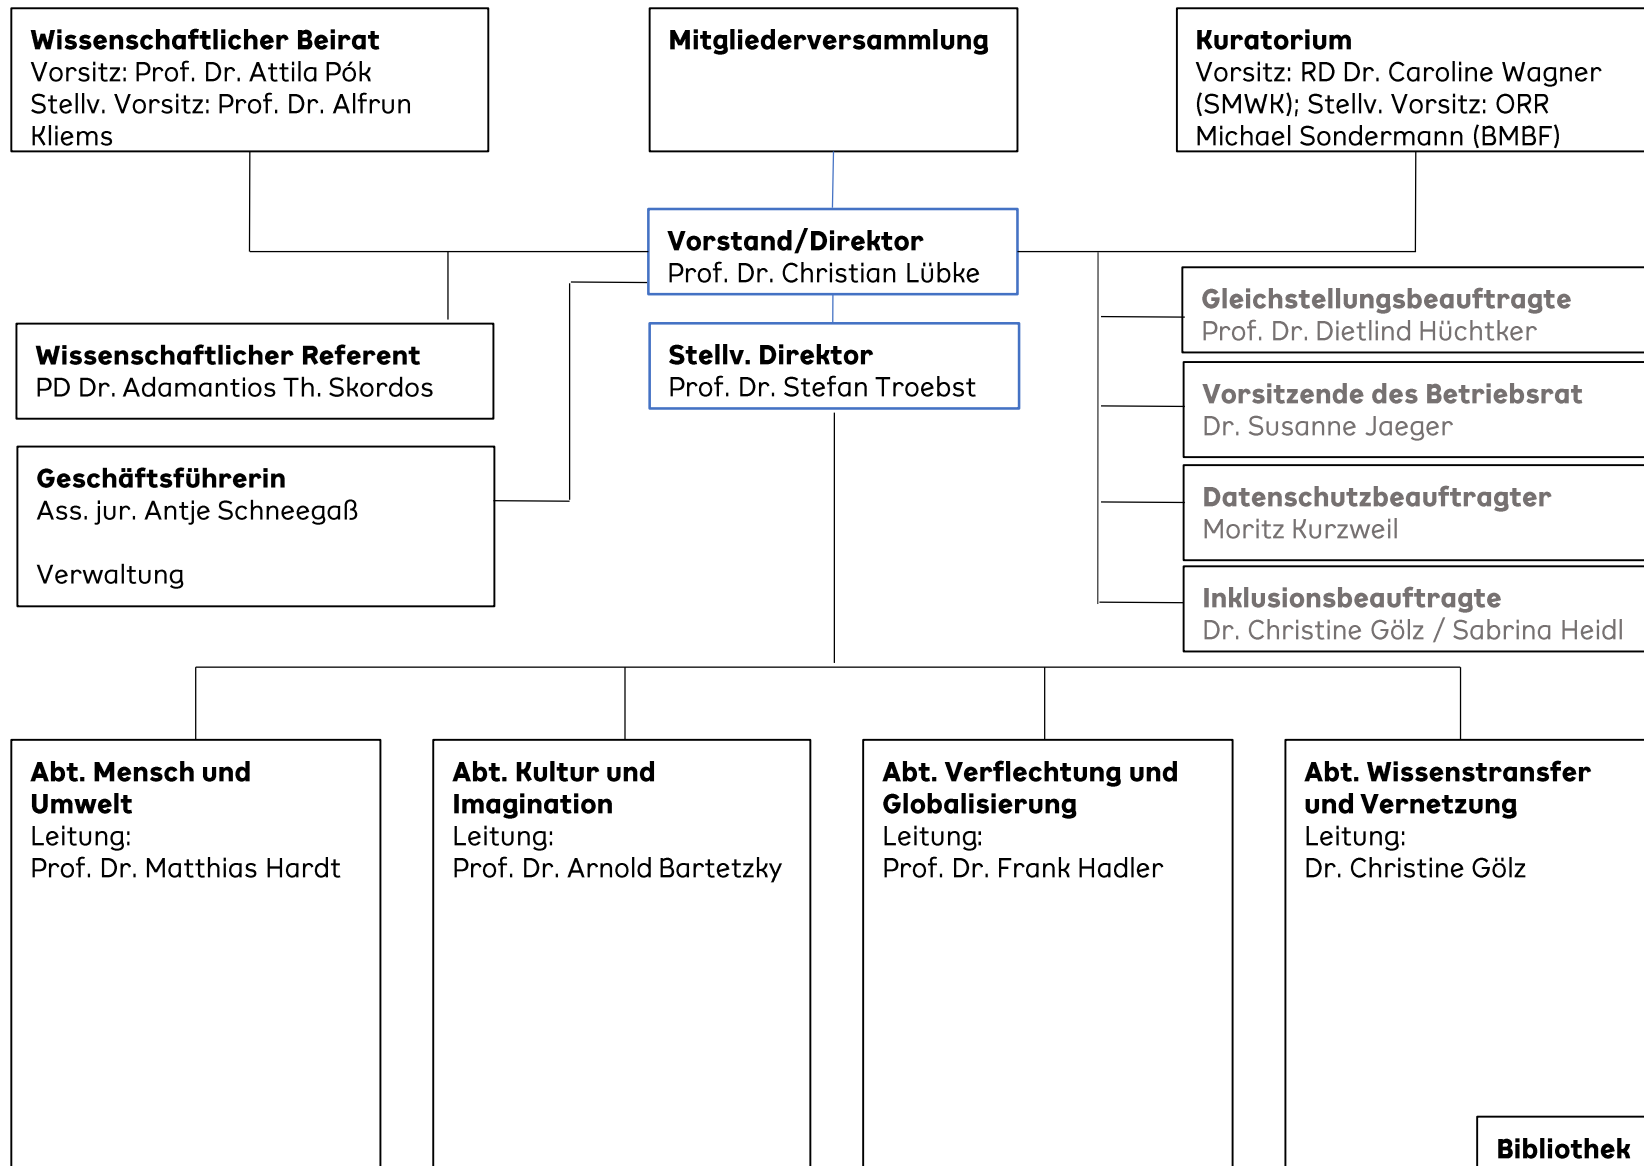 Wissenschaftlicher Beirat
Vorsitz: Prof. Dr. Attila Pók
Stellv. Vorsitz: Prof. Dr. Alfrun
Kliems
Mitgliederversammlung
Kuratorium
Vorsitz: RD Dr. Caroline Wagner
(SMWK); Stellv. Vorsitz: ORR
Michael Sondermann (BMBF)
Vorstand/Direktor
Prof. Dr. Christian Lübke
Stellv. Direktor
Prof. Dr. Stefan Troebst
Wissenschaftlicher Referent
PD Dr. Adamantios Th. Skordos
Geschäftsführerin
Ass. jur. Antje Schneegaß
Verwaltung
Gleichstellungsbeauftragte
Prof. Dr. Dietlind Hüchtker
Vorsitzende des Betriebsrat
Dr. Susanne Jaeger
Datenschutzbeauftragter
Moritz Kurzweil
Inklusionsbeauftragte
Dr. Christine Gölz / Sabrina Heidl
Abt. Mensch und
Umwelt
Leitung:
Prof. Dr. Matthias Hardt
Abt. Kultur und
Imagination
Leitung:
Prof. Dr. Arnold Bartetzky
Abt. Verflechtung und
Globalisierung
Leitung:
Prof. Dr. Frank Hadler
Abt. Wissenstransfer
und Vernetzung
Leitung:
Dr. Christine Gölz
Bibliothek